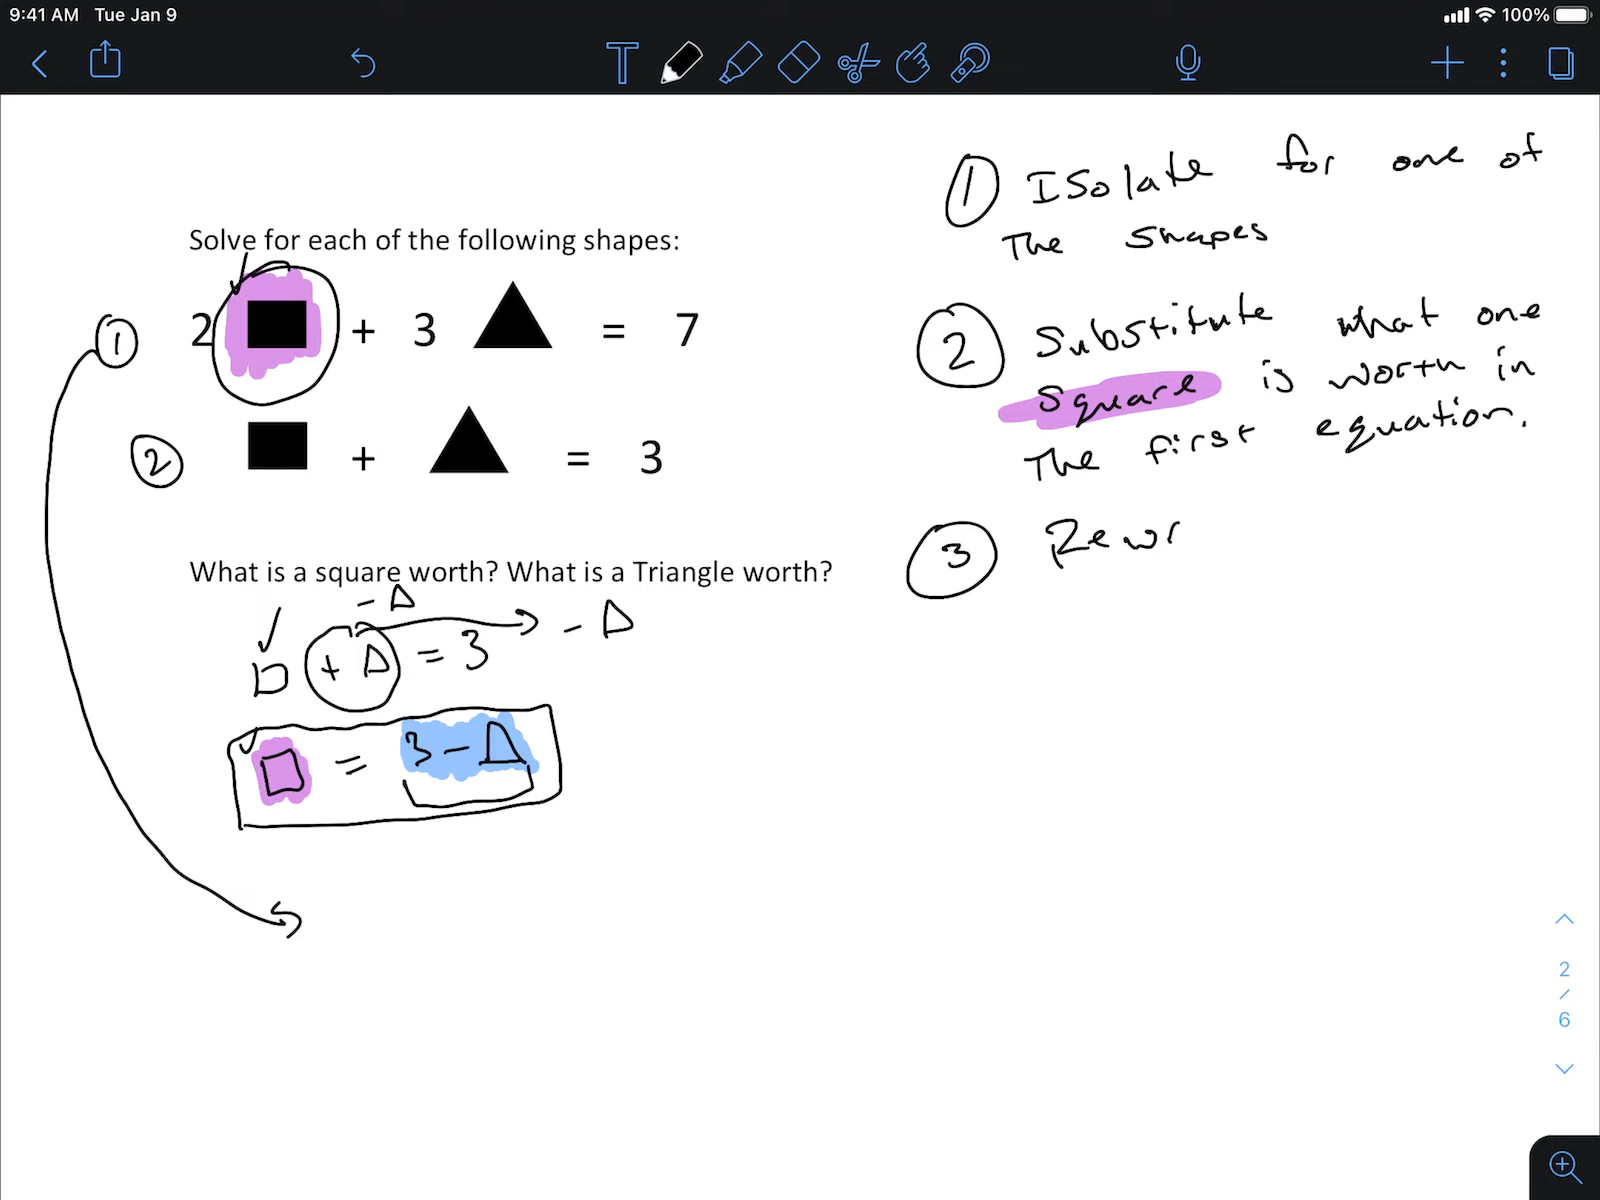 9:41 AM Tue Jan 9
100%
T
Solve for each of the following shapes:
1 2 ■ + 3 ▲ = 7
2 ■ + ▲ = 3
What is a square worth? What is a Triangle worth?
- Δ
□ + Δ = 3 - Δ
□ = 3 - Δ
1 Isolate for one of
The shapes
2 Substitute what one
Square is worth in
The first equation.
3 Rewr
2
/
6